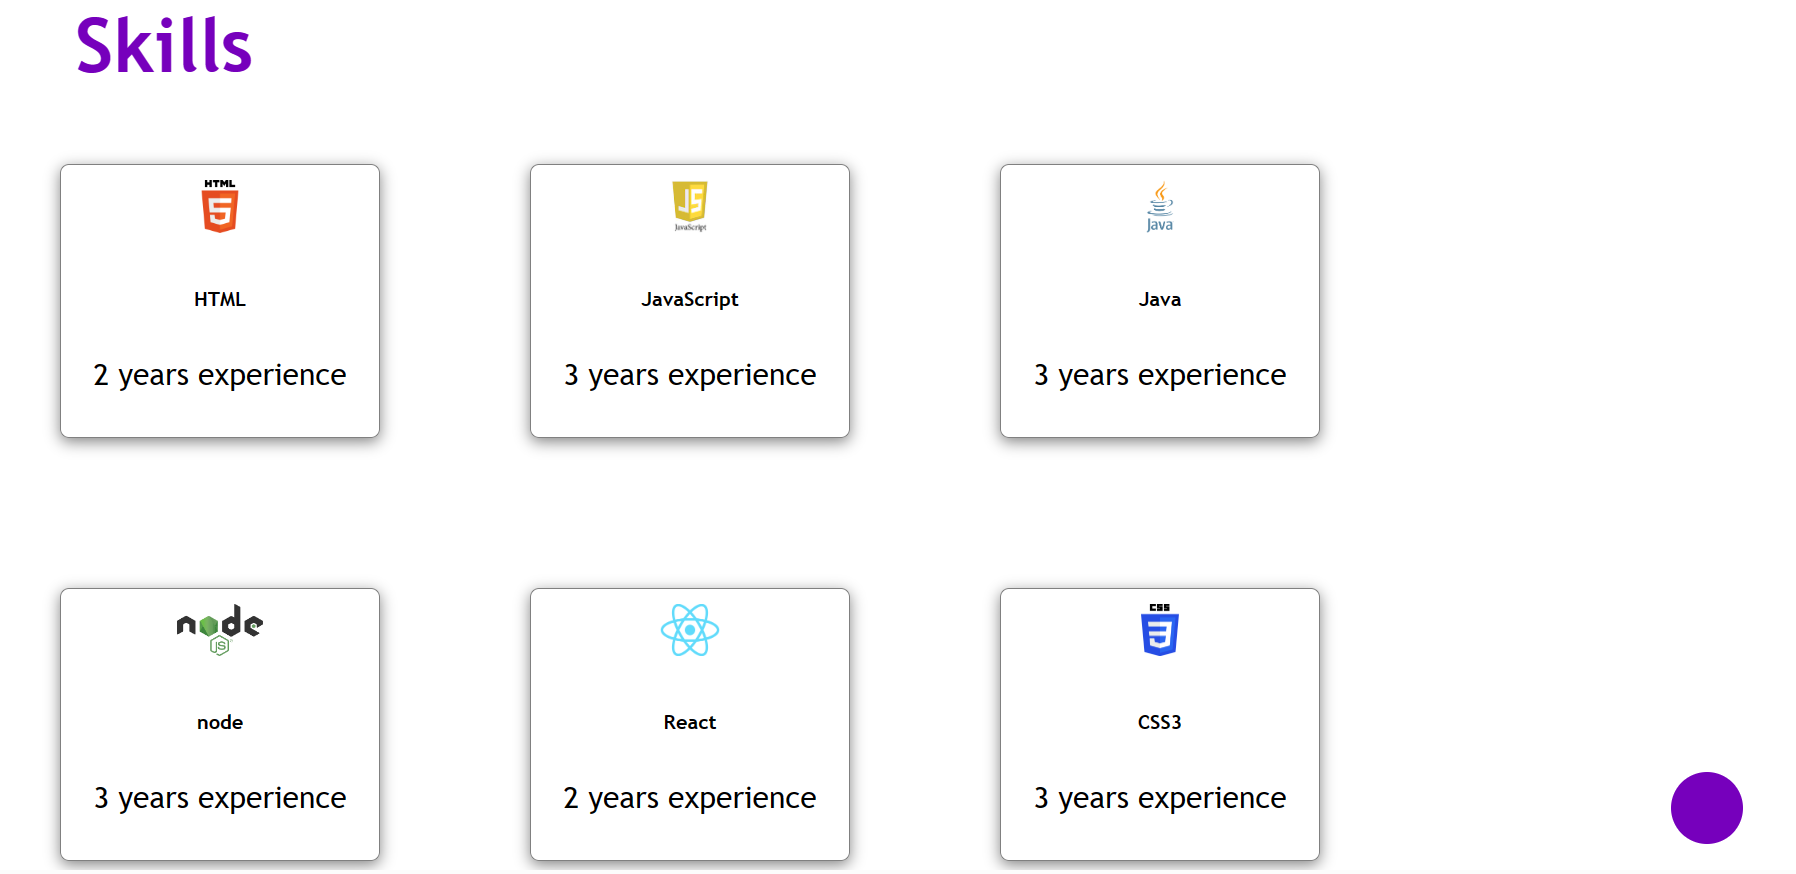 Skills
HTML
5
HTML
2 years experience
JS
JavaScript
JavaScript
3 years experience
Java
Java
3 years experience
node
JS
node
3 years experience
React
2 years experience
CSS
3
CSS3
3 years experience